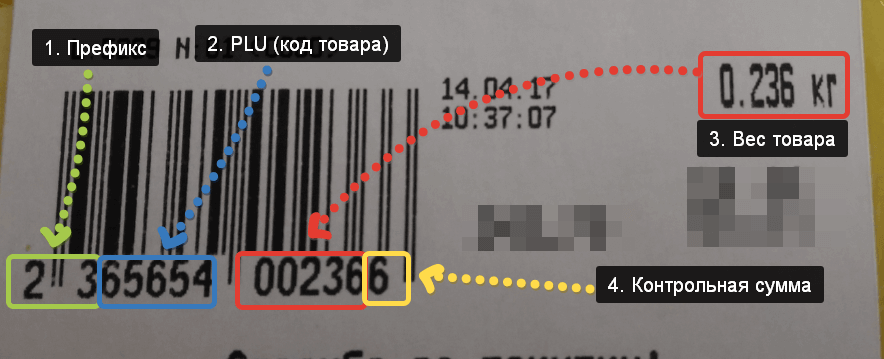 1. Префикс
2. PLU (код товара)
14.04.17
10:37:07
0.236 кг
3. Вес товара
2 365654 002366
4. Контрольная сумма